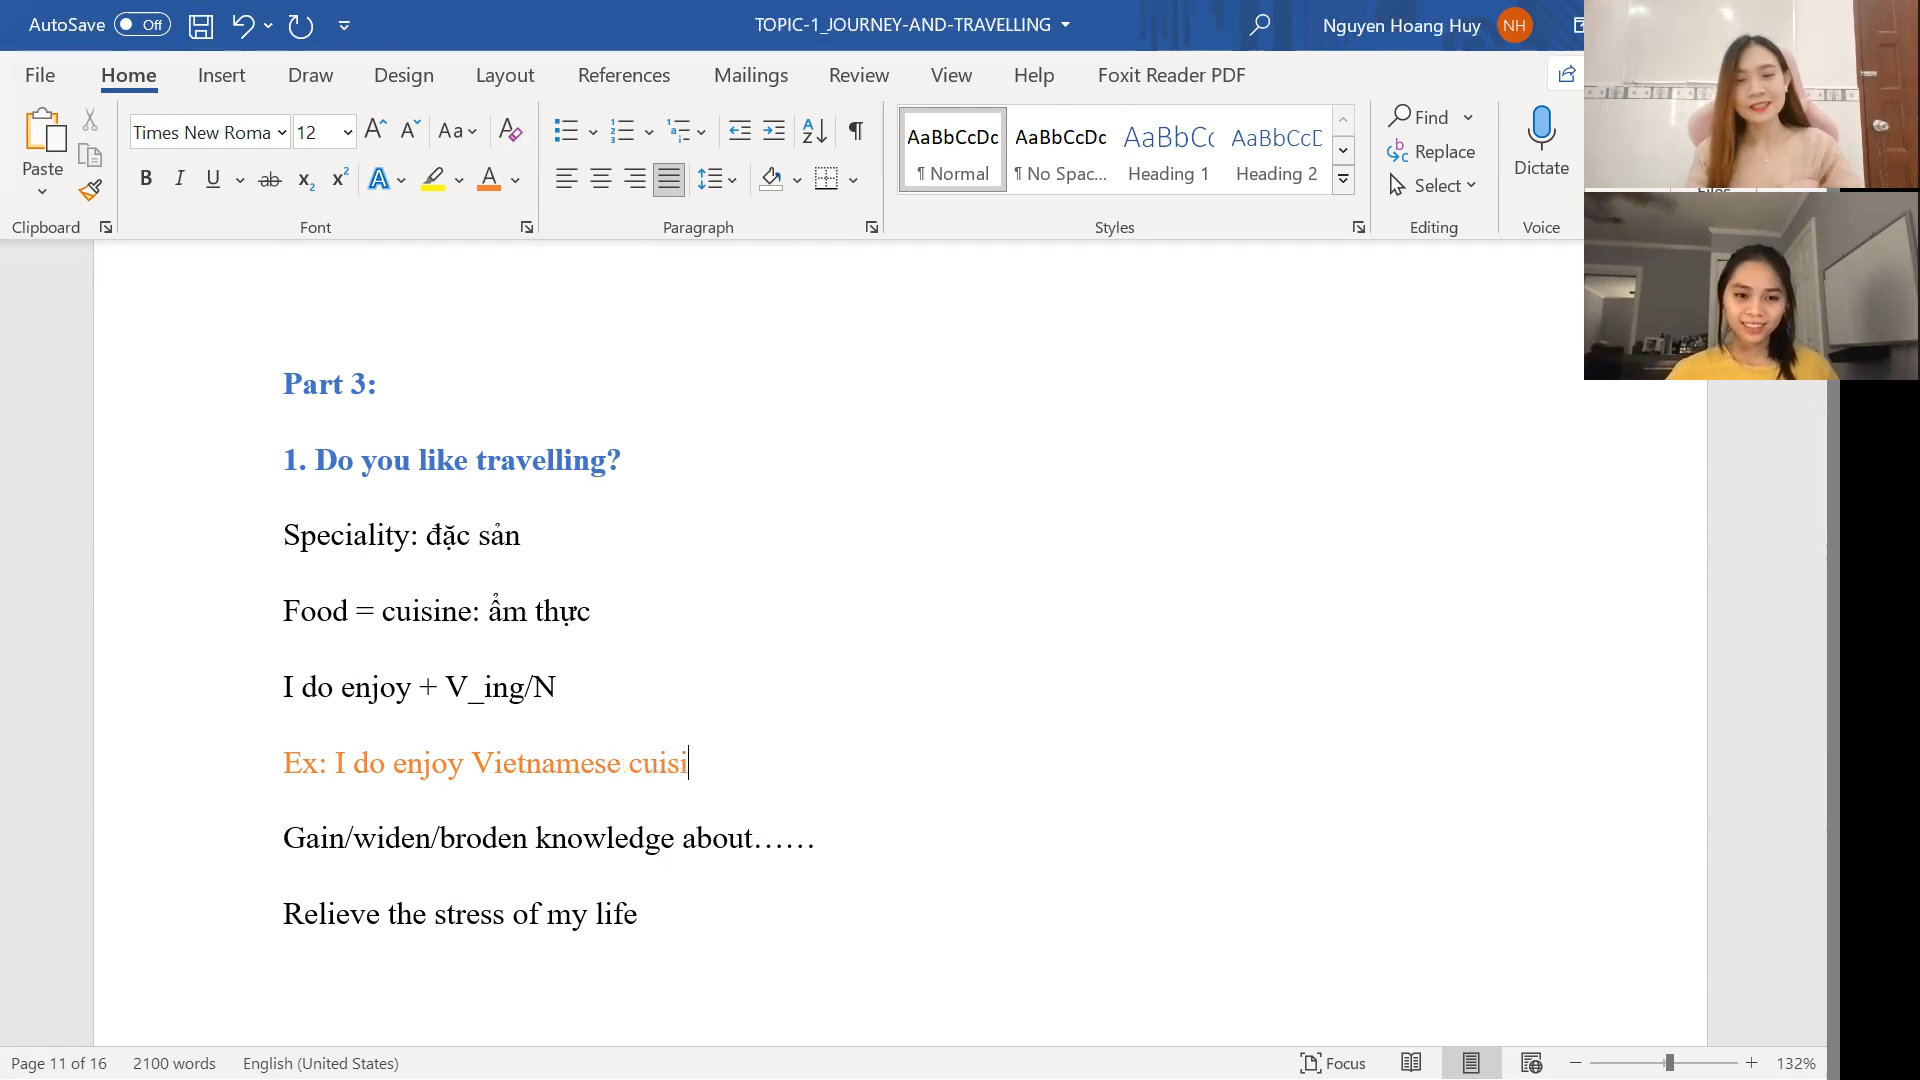 AutoSave Off TOPIC-1_JOURNEY-AND-TRAVELLING Nguyen Hoang Huy NH
File Home Insert Draw Design Layout References Mailings Review View Help Foxit Reader PDF
Times New Roma 12 Aa
Paste
B I U ab x2 x2 A A
AaBbCcDc AaBbCcDc AaBbCc AaBbCcD
¶ Normal ¶ No Spac... Heading 1 Heading 2
Find
Replace
Select
Dictate
Clipboard Font Paragraph Styles Editing Voice
Part 3:
1. Do you like travelling?
Speciality: đặc sản
Food = cuisine: ẩm thực
I do enjoy + V_ing/N
Ex: I do enjoy Vietnamese cuisi
Gain/widen/broden knowledge about……
Relieve the stress of my life
Page 11 of 16 2100 words English (United States) Focus 132%